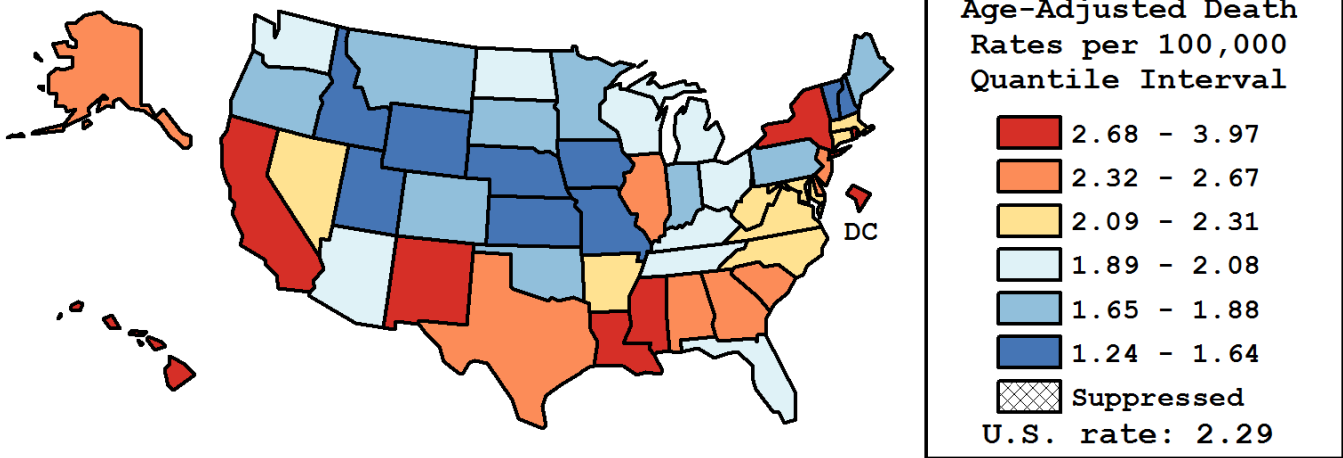 Age-Adjusted Death
Rates per 100,000
Quantile Interval
2.68 - 3.97
2.32 - 2.67
2.09 - 2.31
1.89 - 2.08
1.65 - 1.88
1.24 - 1.64
Suppressed
U.S. rate: 2.29
DC